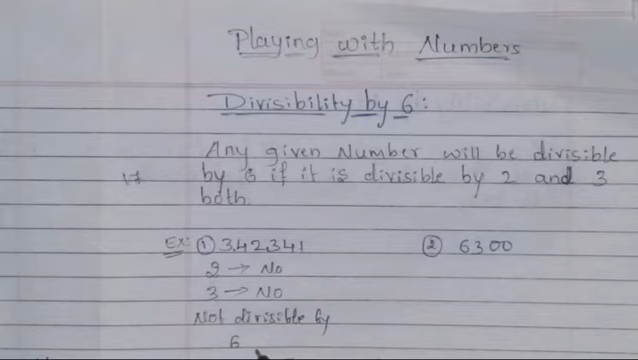 Playing with Numbers
Divisibility by 6:
Any given Number will be divisible
17 by 6 if it is divisible by 2 and 3
both
Ex: ① 342341 ② 6300
2 → No
3 → No
Not divisible by
6